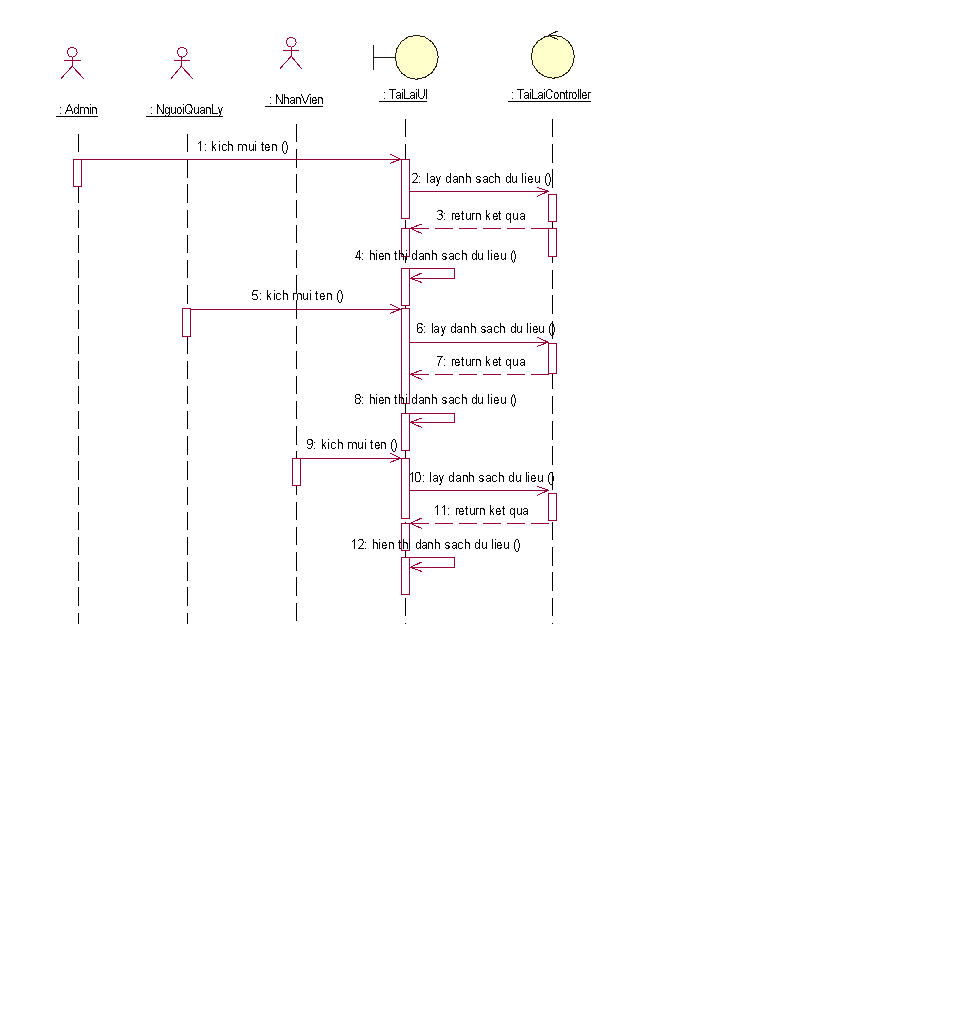 : Admin
: NguoiQuanLy
: NhanVien
: TaiLaiUI
: TaiLaiController
1: kich mui ten ()
2: lay danh sach du lieu ()
3: return ket qua
4: hien thi danh sach du lieu ()
5: kich mui ten ()
6: lay danh sach du lieu ()
7: return ket qua
8: hien thi danh sach du lieu ()
9: kich mui ten ()
10: lay danh sach du lieu ()
11: return ket qua
12: hien thi danh sach du lieu ()